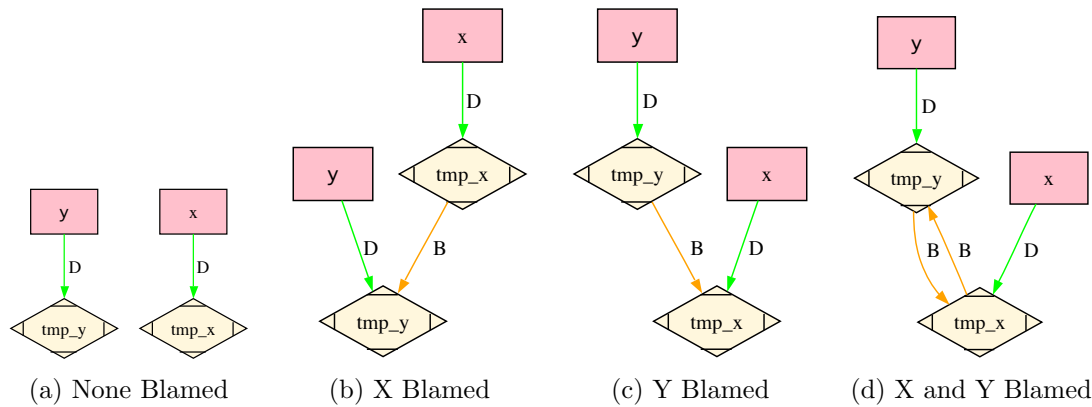 y
x
D
D
tmp_y
tmp_x
(a) None Blamed
x
D
y
tmp_x
D
B
tmp_y
(b) X Blamed
y
D
tmp_y
x
B
D
tmp_x
(c) Y Blamed
y
D
tmp_y
x
B
B
D
tmp_x
(d) X and Y Blamed